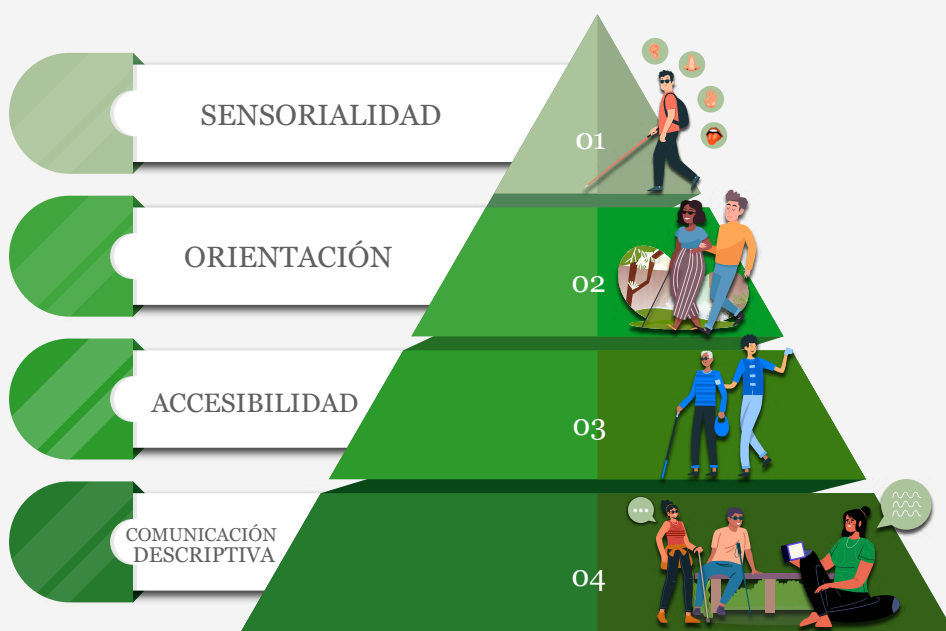 SENSORIALIDAD
01
ORIENTACIÓN
02
ACCESIBILIDAD
03
COMUNICACIÓN
DESCRIPTIVA
04